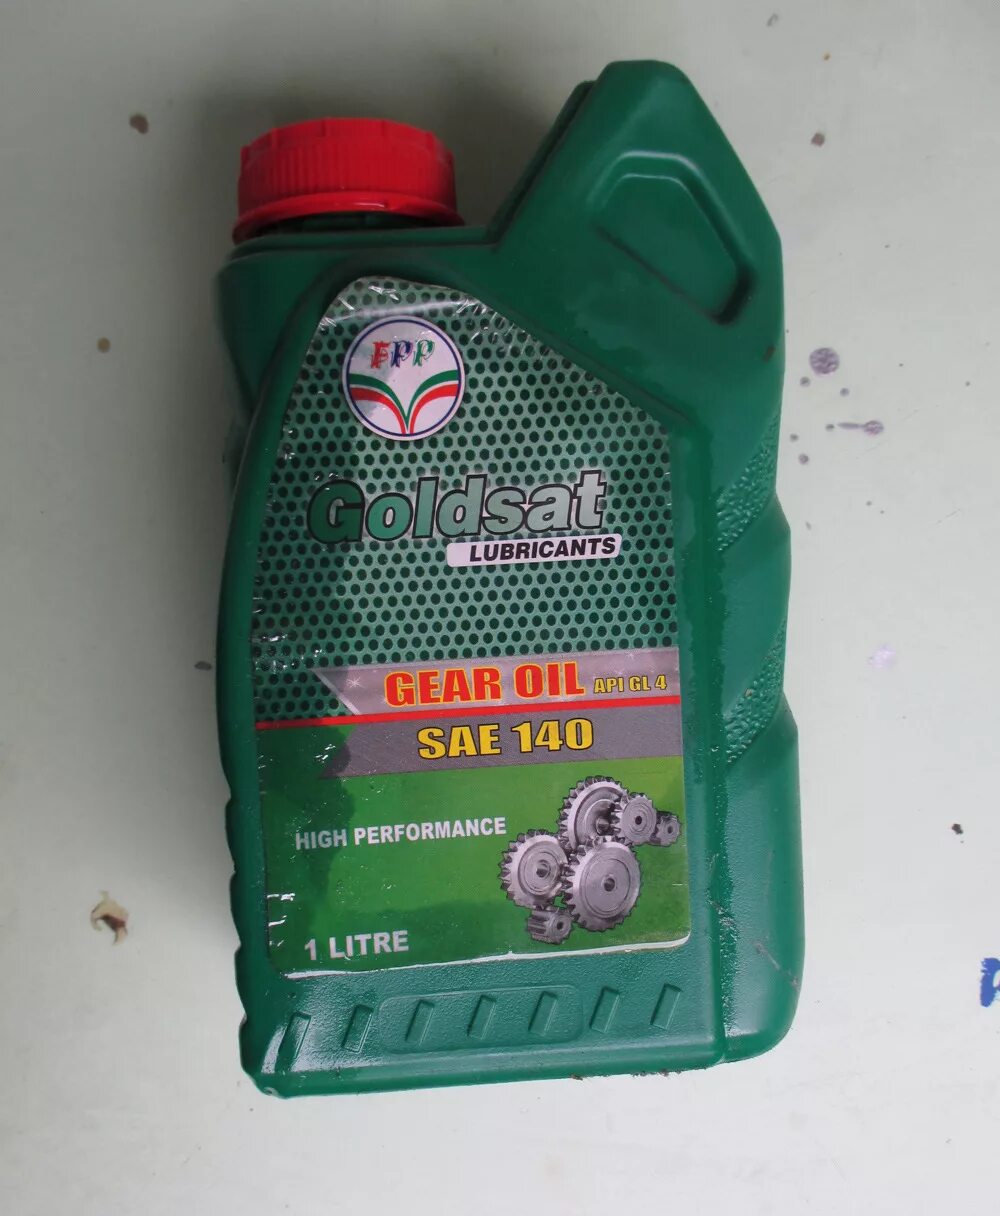 FPP
Goldsat
LUBRICANTS
GEAR OIL API GL 4
SAE 140
HIGH PERFORMANCE
1 LITRE